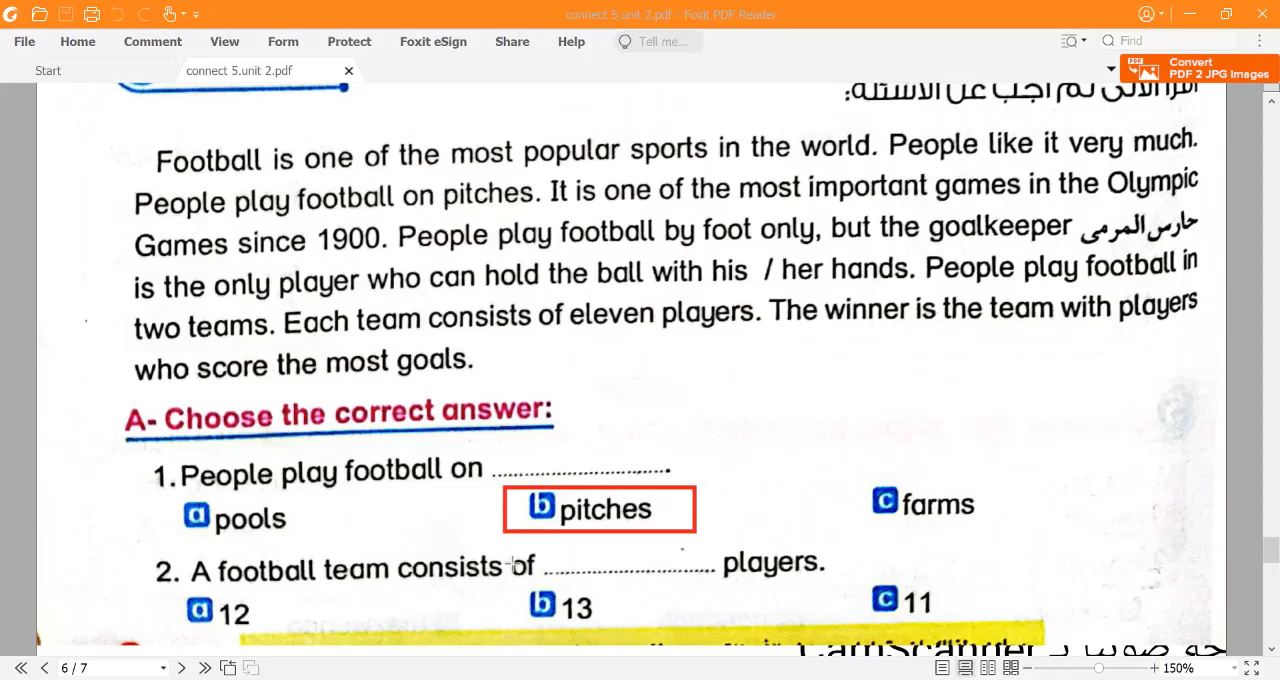 connect 5.unit 2.pdf - Foxit PDF Reader
File Home Comment View Form Protect Foxit eSign Share Help Tell me... Find
Start connect 5.unit 2.pdf
Convert
PDF 2 JPG Images
Football is one of the most popular sports in the world. People like it very much.
People play football on pitches. It is one of the most important games in the Olympic
Games since 1900. People play football by foot only, but the goalkeeper حارس المرمى
is the only player who can hold the ball with his / her hands. People play football in
two teams. Each team consists of eleven players. The winner is the team with players
who score the most goals.
A- Choose the correct answer:
1. People play football on ................................ .
a pools b pitches c farms
2. A football team consists of ................................ players.
a 12 b 13 c 11
CamScanner
6 / 7 150%